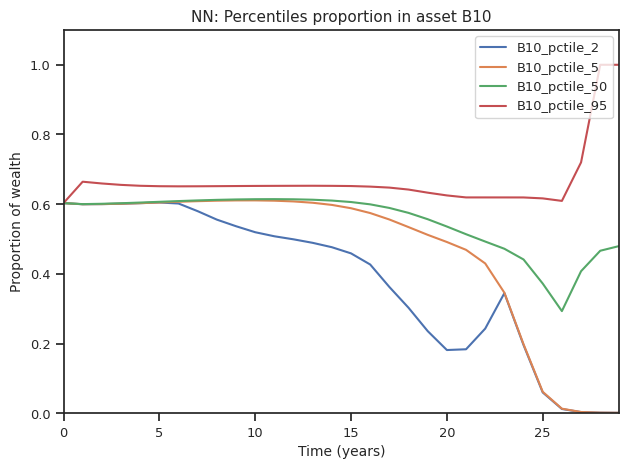 NN: Percentiles proportion in asset B10
B10_pctile_2
B10_pctile_5
B10_pctile_50
B10_pctile_95
Proportion of wealth
1.0
0.8
0.6
0.4
0.2
0.0
0 5 10 15 20 25
Time (years)